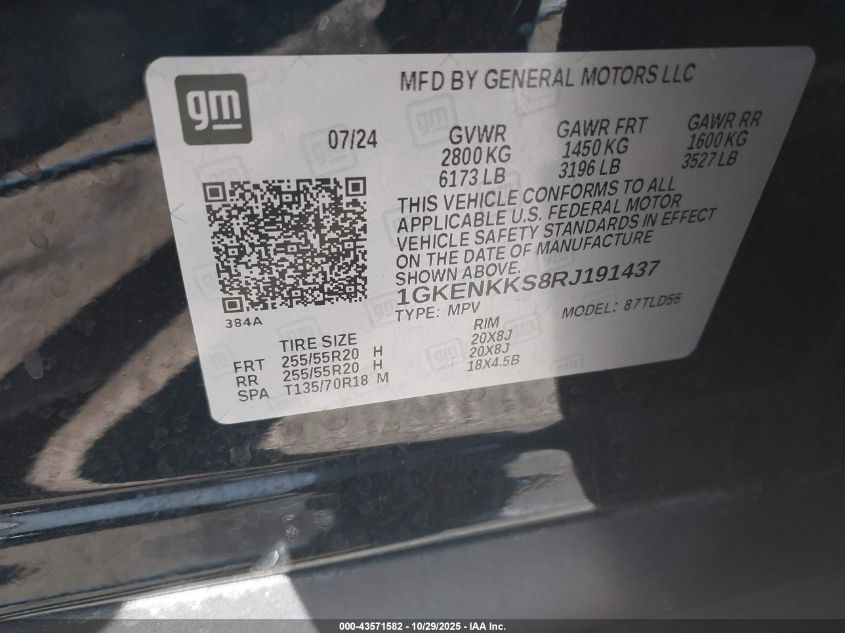 gm
MFD BY GENERAL MOTORS LLC
07/24
GVWR
2800 KG
6173 LB
GAWR FRT
1450 KG
3196 LB
GAWR RR
1600 KG
3527 LB
THIS VEHICLE CONFORMS TO ALL
APPLICABLE U.S. FEDERAL MOTOR
VEHICLE SAFETY STANDARDS IN EFFECT
ON THE DATE OF MANUFACTURE
SHOWN ABOVE.
1GKENKKS8RJ191437
TYPE: MPV MODEL: 87TLD56
384A
TIRE SIZE RIM
FRT 255/55R20 H 20X8J
RR 255/55R20 H 20X8J
SPA T135/70R18 M 18X4.5B
000-43571582 | 10/29/2025 - IAA Inc.